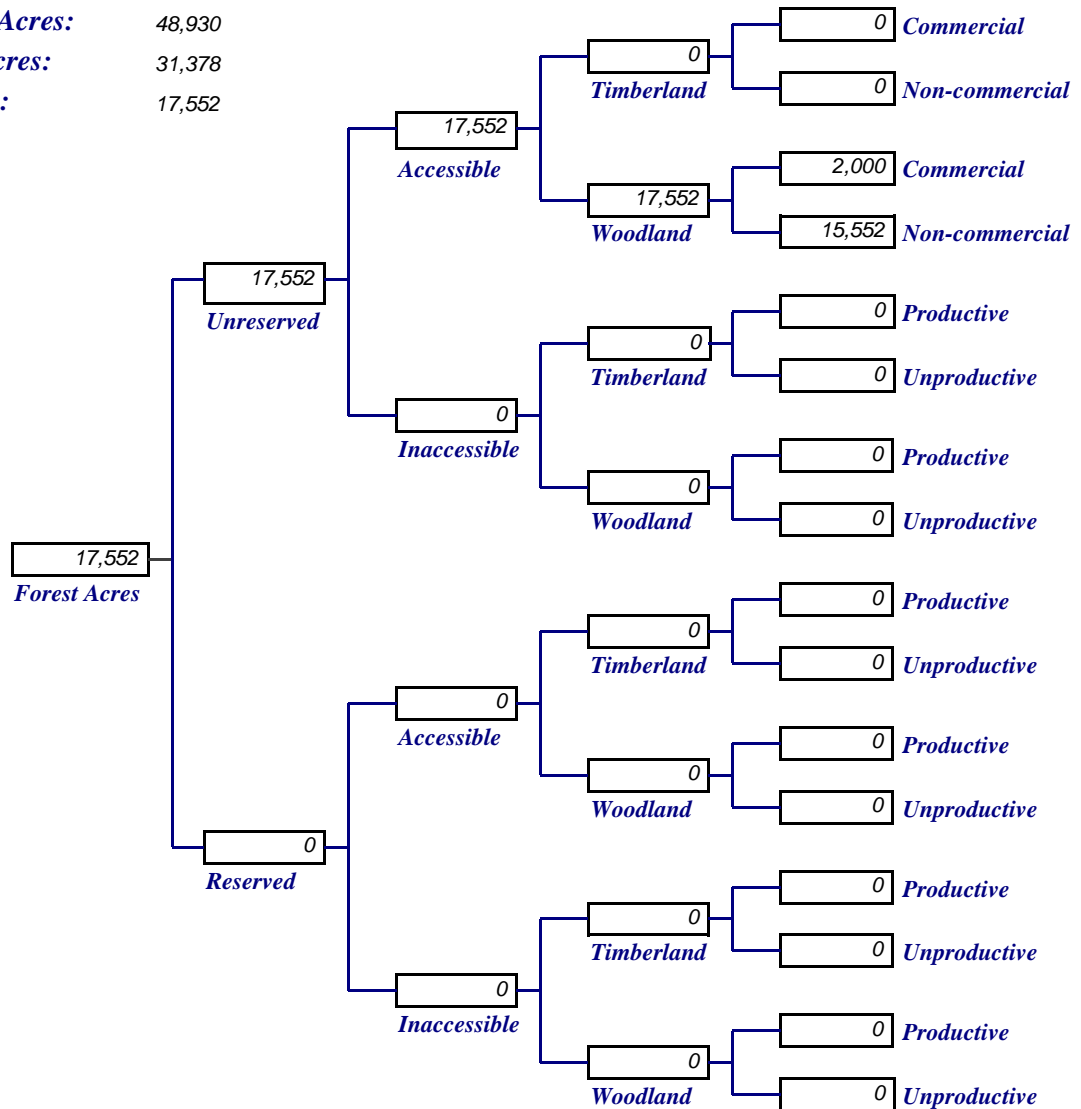 Acres: 48,930
cres: 31,378
: 17,552
0 Commercial
0
Timberland
0 Non-commercial
17,552
Accessible
2,000 Commercial
17,552
Woodland
15,552 Non-commercial
17,552
Unreserved
0 Productive
0
Timberland
0 Unproductive
0
Inaccessible
0 Productive
0
Woodland
0 Unproductive
17,552
Forest Acres
0 Productive
0
Timberland
0 Unproductive
0
Accessible
0 Productive
0
Woodland
0 Unproductive
0
Reserved
0 Productive
0
Timberland
0 Unproductive
0
Inaccessible
0 Productive
0
Woodland
0 Unproductive